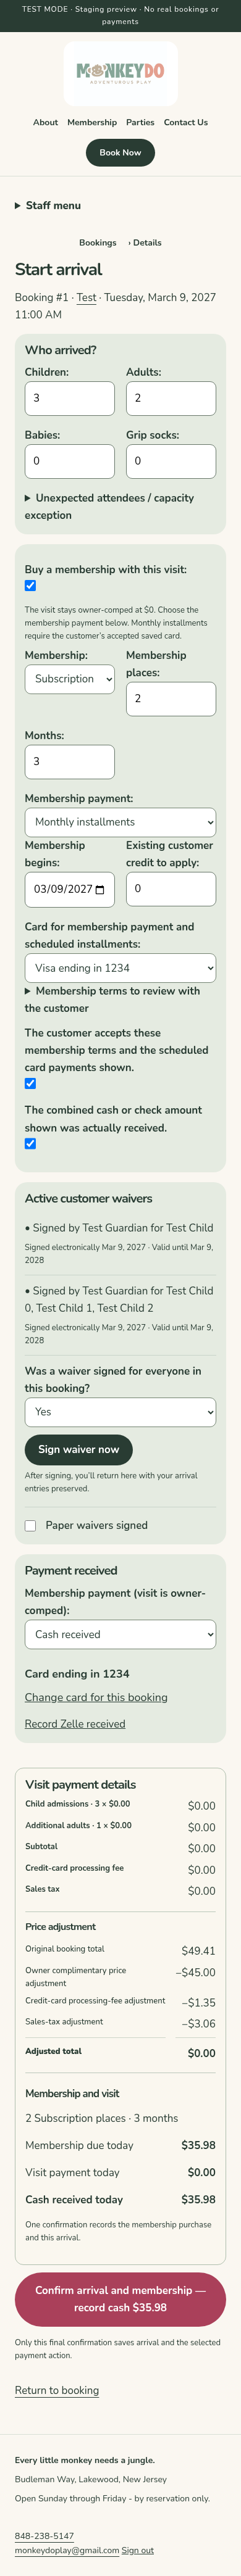 TEST MODE · Staging preview · No real bookings or
payments
MONKEYDO
ADVENTUROUS PLAY
About Membership Parties Contact Us
Book Now
Staff menu
Bookings › Details
Start arrival
Booking #1 · Test · Tuesday, March 9, 2027
11:00 AM
Who arrived?
Children: Adults:
3 2
Babies: Grip socks:
0 0
Unexpected attendees / capacity
exception
Buy a membership with this visit:
The visit stays owner-comped at $0. Choose the
membership payment below. Monthly installments
require the customer's accepted saved card.
Membership: Membership
places:
Subscription 2
Months:
3
Membership payment:
Monthly installments
Membership Existing customer
begins: credit to apply:
03/09/2027 0
Card for membership payment and
scheduled installments:
Visa ending in 1234
Membership terms to review with
the customer
The customer accepts these
membership terms and the scheduled
card payments shown.
The combined cash or check amount
shown was actually received.
Active customer waivers
• Signed by Test Guardian for Test Child
Signed electronically Mar 9, 2027 · Valid until Mar 9,
2028
• Signed by Test Guardian for Test Child
0, Test Child 1, Test Child 2
Signed electronically Mar 9, 2027 · Valid until Mar 9,
2028
Was a waiver signed for everyone in
this booking?
Yes
Sign waiver now
After signing, you'll return here with your arrival
entries preserved.
Paper waivers signed
Payment received
Membership payment (visit is owner-
comped):
Cash received
Card ending in 1234
Change card for this booking
Record Zelle received
Visit payment details
Child admissions · 3 × $0.00 $0.00
Additional adults · 1 × $0.00 $0.00
Subtotal $0.00
Credit-card processing fee $0.00
Sales tax $0.00
Price adjustment
Original booking total $49.41
Owner complimentary price −$45.00
adjustment
Credit-card processing-fee adjustment −$1.35
Sales-tax adjustment −$3.06
Adjusted total $0.00
Membership and visit
2 Subscription places · 3 months
Membership due today $35.98
Visit payment today $0.00
Cash received today $35.98
One confirmation records the membership purchase
and this arrival.
Confirm arrival and membership —
record cash $35.98
Only this final confirmation saves arrival and the selected
payment action.
Return to booking
Every little monkey needs a jungle.
Budleman Way, Lakewood, New Jersey
Open Sunday through Friday - by reservation only.
848-238-5147
monkeydoplay@gmail.com Sign out